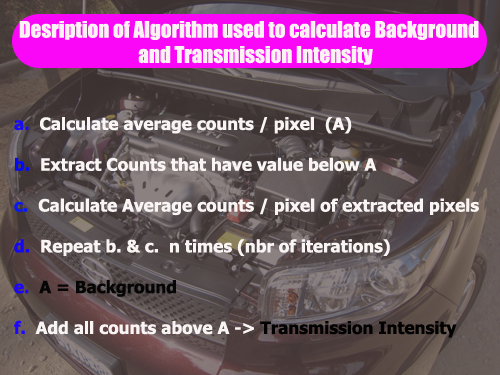 Desription of Algorithm used to calculate Background
and Transmission Intensity
a. Calculate average counts / pixel (A)
b. Extract Counts that have value below A
c. Calculate Average counts / pixel of extracted pixels
d. Repeat b. & c. n times (nbr of iterations)
e. A = Background
f. Add all counts above A -> Transmission Intensity